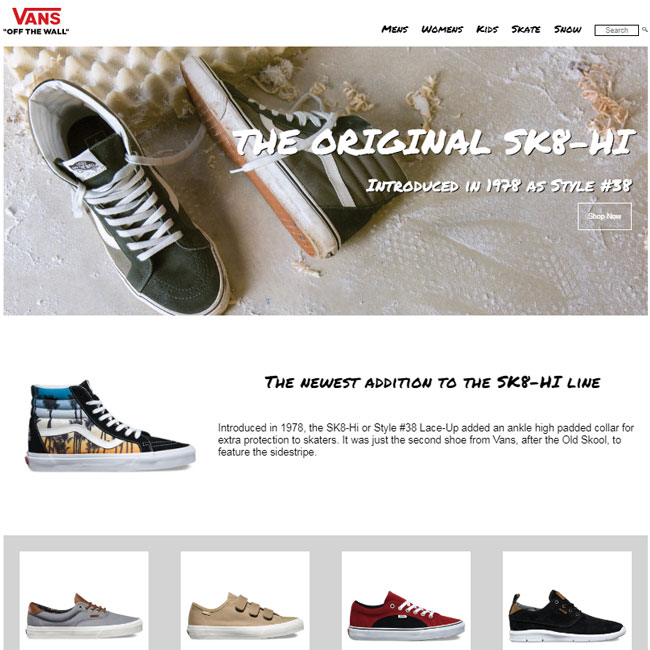 VANS
"OFF THE WALL"
Mens Womens Kids Skate Snow Search
THE ORIGINAL SK8-HI
Introduced in 1978 as Style #38
Shop Now
The newest addition to the SK8-HI line
Introduced in 1978, the SK8-Hi or Style #38 Lace-Up added an ankle high padded collar for
extra protection to skaters. It was just the second shoe from Vans, after the Old Skool, to
feature the sidestripe.